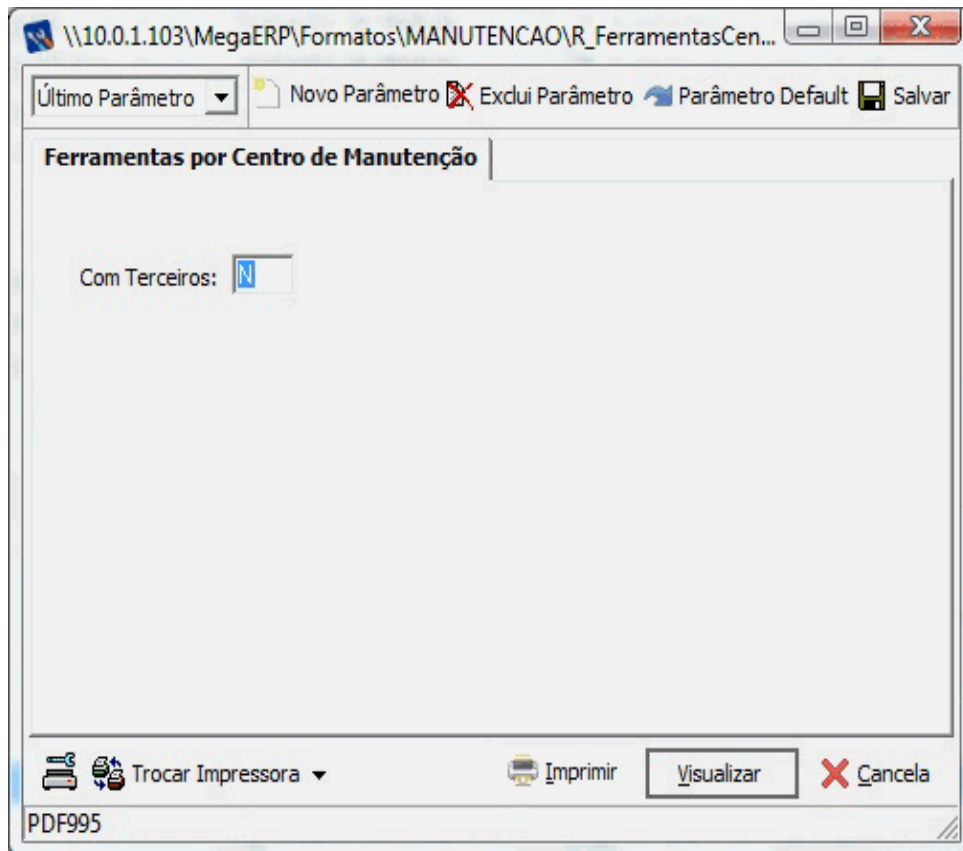 \\10.0.1.103\MegaERP\Formatos\MANUTENCAO\R_FerramentasCen...
Último Parâmetro Novo Parâmetro Exclui Parâmetro Parâmetro Default Salvar
Ferramentas por Centro de Manutenção
Com Terceiros: N
Trocar Impressora Imprimir Visualizar Cancela
PDF995